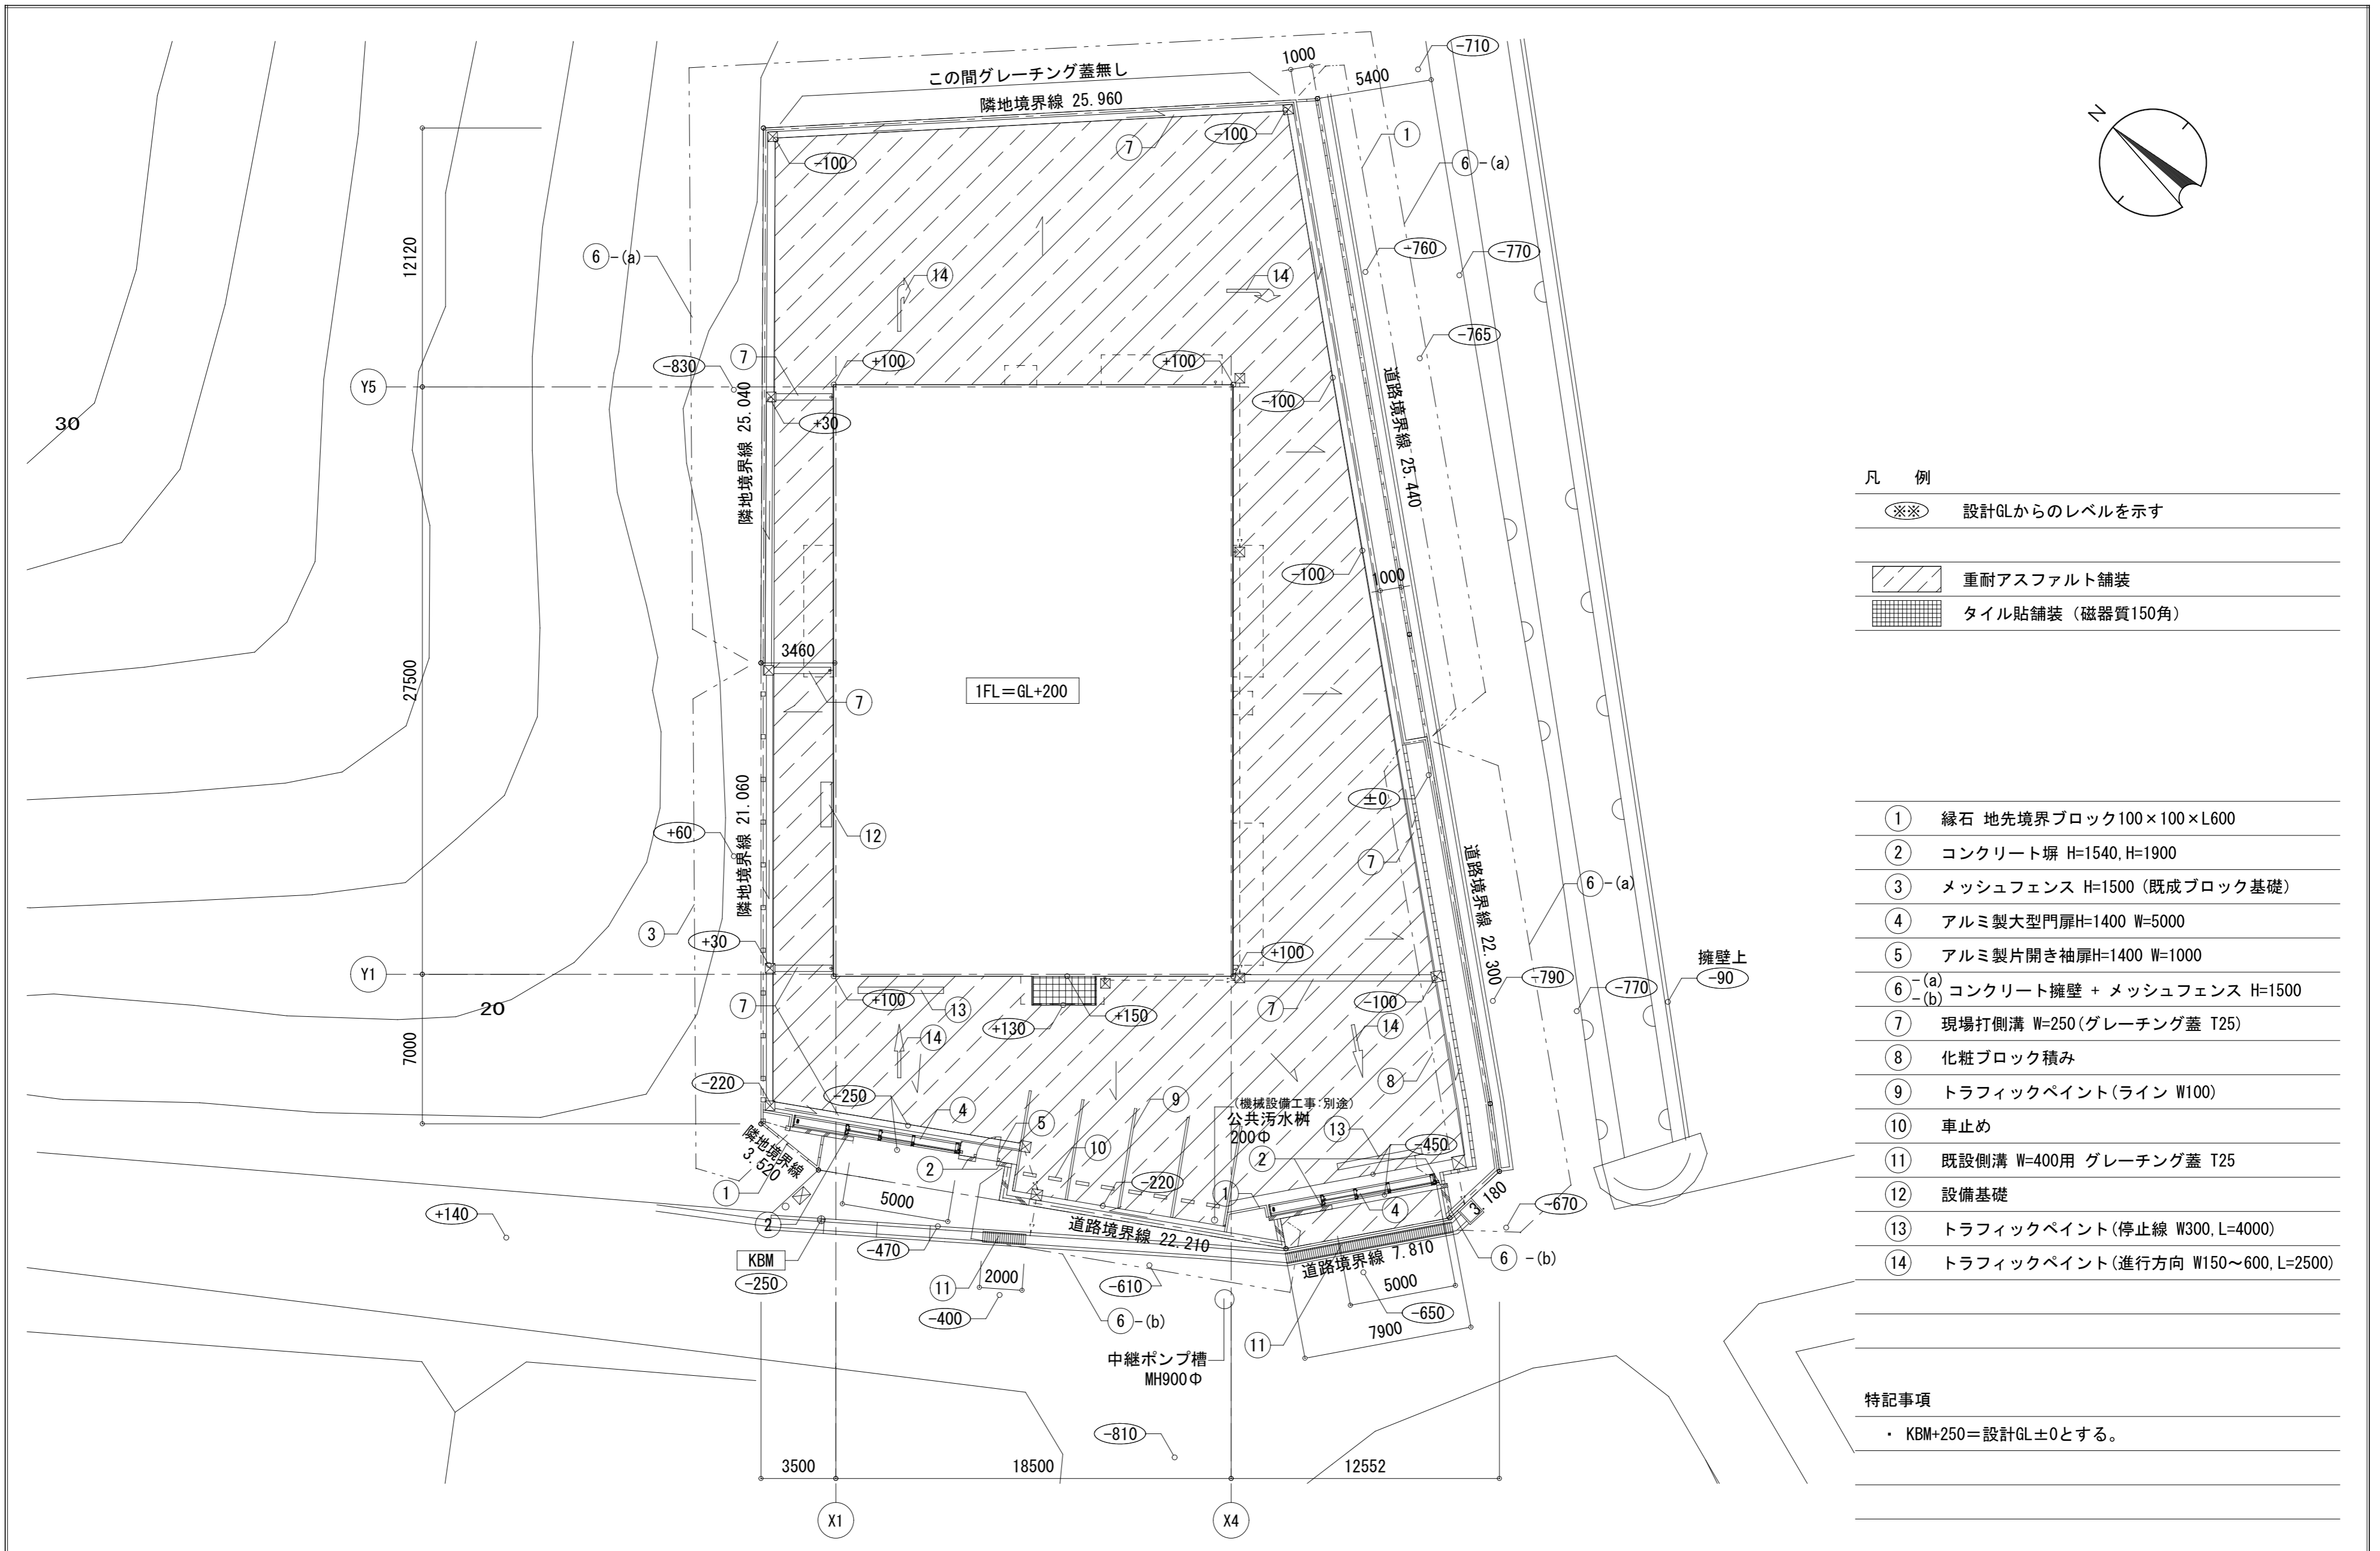 この間グレーチング蓋無し
隣地境界線 25.960
1000
5400
-710
N
-100
-100
7
1
6 -(a)
12120
6 -(a)
14
14
-760
-770
-765
-830
7
+100
+100
Y5
30
+30
-100
隣地境界線 25.040
道路境界線 25.440
-100
1000
3460
27500
1FL=GL+200
7
隣地境界線 21.060
+60
12
±0
7
道路境界線 22.300
6 -(a)
3
+30
+100
擁壁上
-90
Y1
20
7
+100
13
+130
+150
7
-100
-790
-770
14
14
7000
-220
-250
4
9
8
(機械設備工事:別途)
公共汚水桝
200Φ
5
10
13
-450
隣地境界線
3.520
2
2
1
5000
-220
1
4
3.180
-670
+140
2
道路境界線 22.210
KBM
-250
-470
道路境界線 7.810
6 -(b)
11
2000
-610
5000
-400
6 -(b)
-650
7900
11
中継ポンプ槽
MH900Φ
-810
3500
18500
12552
X1
X4
凡 例
※※ 設計GLからのレベルを示す
重耐アスファルト舗装
タイル貼舗装(磁器質150角)
1 縁石 地先境界ブロック100×100×L600
2 コンクリート塀 H=1540,H=1900
3 メッシュフェンス H=1500(既成ブロック基礎)
4 アルミ製大型門扉H=1400 W=5000
5 アルミ製片開き袖扉H=1400 W=1000
6 -(a) -(b) コンクリート擁壁 + メッシュフェンス H=1500
7 現場打側溝 W=250(グレーチング蓋 T25)
8 化粧ブロック積み
9 トラフィックペイント(ライン W100)
10 車止め
11 既設側溝 W=400用 グレーチング蓋 T25
12 設備基礎
13 トラフィックペイント(停止線 W300,L=4000)
14 トラフィックペイント(進行方向 W150～600,L=2500)
特記事項
・ KBM+250=設計GL±0とする。